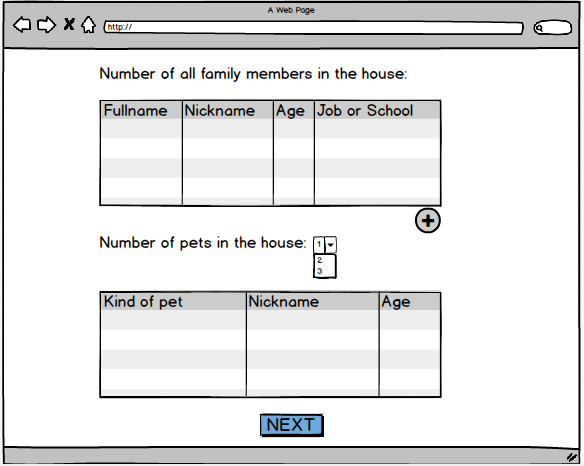 A Web Page
http://
Number of all family members in the house:
Fullname Nickname Age Job or School
Number of pets in the house: 1
2
3
Kind of pet Nickname Age
NEXT